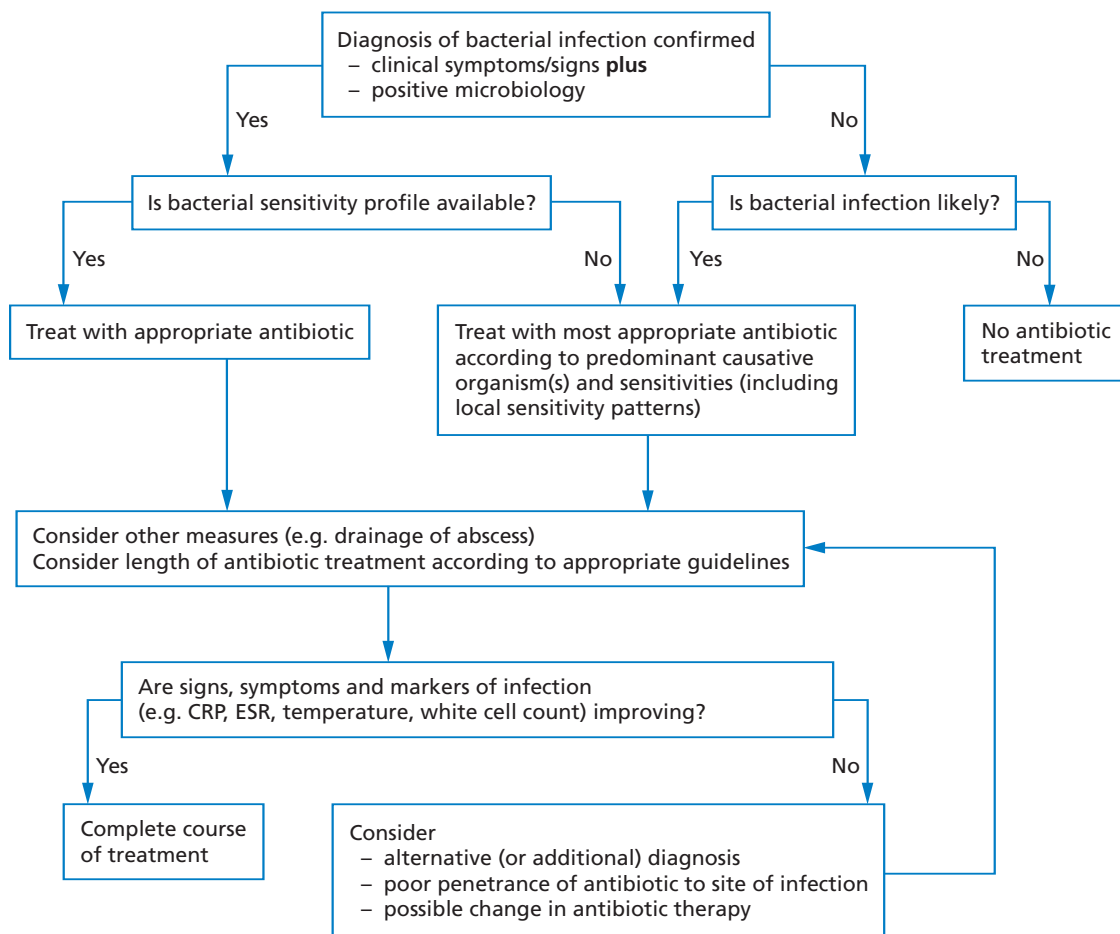 Diagnosis of bacterial infection confirmed
– clinical symptoms/signs plus
– positive microbiology
Yes
No
Is bacterial sensitivity profile available?
Is bacterial infection likely?
Yes
No
Yes
No
Treat with appropriate antibiotic
Treat with most appropriate antibiotic
according to predominant causative
organism(s) and sensitivities (including
local sensitivity patterns)
No antibiotic
treatment
Consider other measures (e.g. drainage of abscess)
Consider length of antibiotic treatment according to appropriate guidelines
Are signs, symptoms and markers of infection
(e.g. CRP, ESR, temperature, white cell count) improving?
Yes
No
Complete course
of treatment
Consider
– alternative (or additional) diagnosis
– poor penetrance of antibiotic to site of infection
– possible change in antibiotic therapy